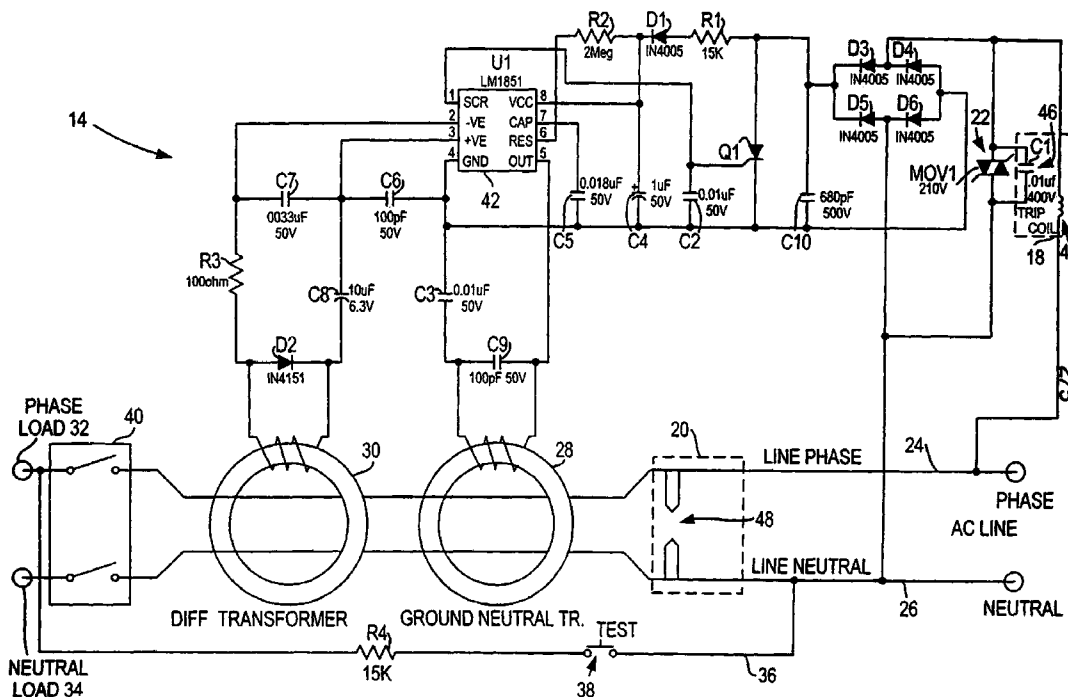 R2
2Meg
D1
IN4005
R1
15K
U1
LM1851
1 SCR VCC 8
2 -VE CAP 7
3 +VE RES 6
4 GND OUT 5
42
14
D3
IN4005
D4
IN4005
D5
IN4005
D6
IN4005
22
46
MOV1
210V
C1
.01uf
400V
TRIP
COIL
18
Q1
C7
0033uF
50V
C6
100pF
50V
0.018uF
50V
C5
1uF
50V
C4
0.01uF
50V
C2
680pF
500V
C10
R3
100ohm
C8
10uF
6.3V
C3
0.01uF
50V
D2
IN4151
C9
100pF 50V
PHASE
LOAD 32
40
30
28
20
LINE PHASE
24
PHASE
AC LINE
48
LINE NEUTRAL
26
NEUTRAL
DIFF TRANSFORMER
GROUND NEUTRAL TR.
NEUTRAL
LOAD 34
R4
15K
TEST
38
36